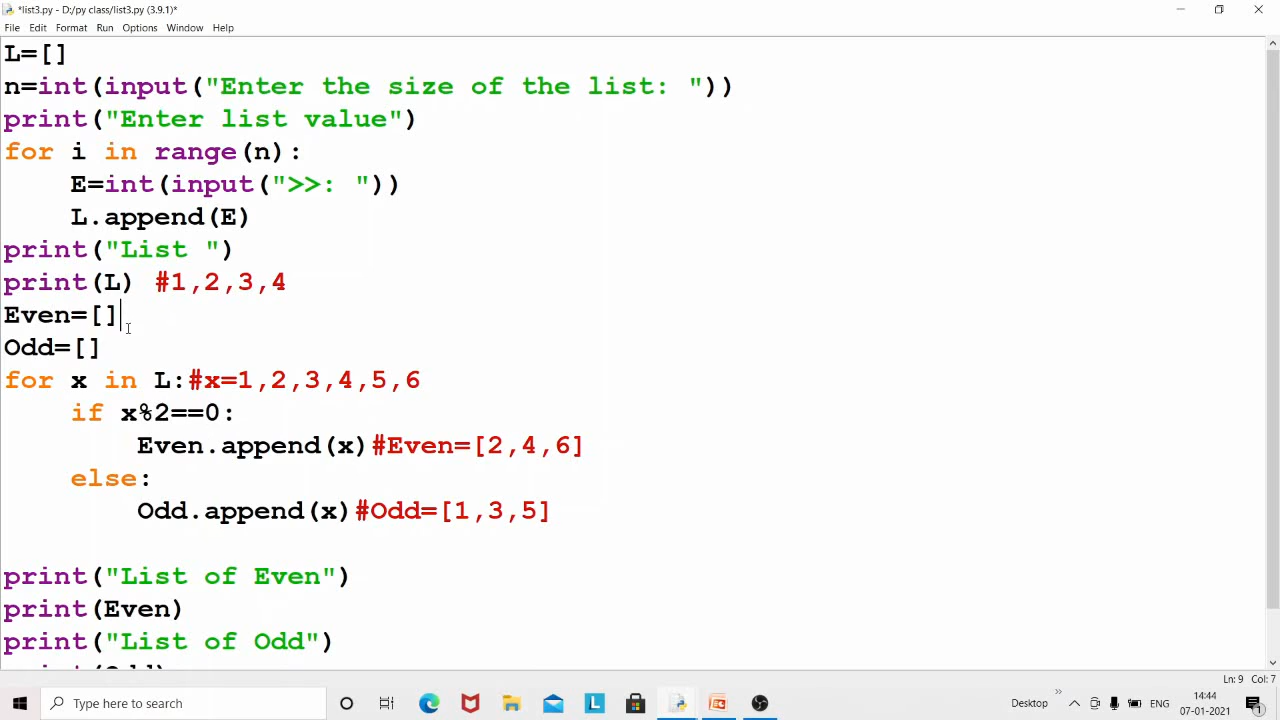 *list3.py - D:/py class/list3.py (3.9.1)*
File Edit Format Run Options Window Help
L=[]
n=int(input("Enter the size of the list: "))
print("Enter list value")
for i in range(n):
    E=int(input(">>: "))
    L.append(E)
print("List ")
print(L) #1,2,3,4
Even=[]
Odd=[]
for x in L:#x=1,2,3,4,5,6
    if x%2==0:
        Even.append(x)#Even=[2,4,6]
    else:
        Odd.append(x)#Odd=[1,3,5]
print("List of Even")
print(Even)
print("List of Odd")
print(Odd)
Ln: 9 Col: 7
Type here to search
L
Desktop
ENG
14:44
07-01-2021
1